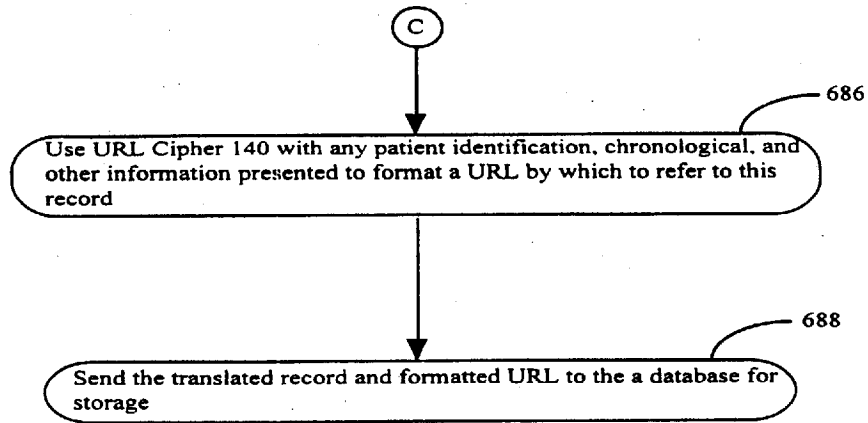 C
686
Use URL Cipher 140 with any patient identification, chronological, and
other information presented to format a URL by which to refer to this
record
688
Send the translated record and formatted URL to the a database for
storage